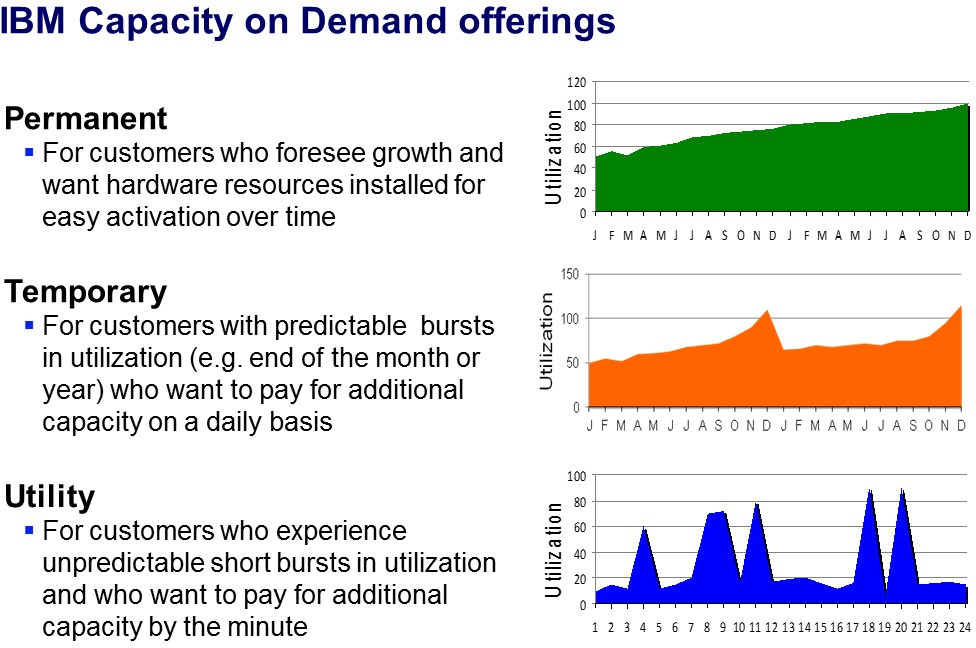 IBM Capacity on Demand offerings
Permanent
▪ For customers who foresee growth and
want hardware resources installed for
easy activation over time
Utilization
120
100
80
60
40
20
0
J F M A M J J A S O N D J F M A M J J A S O N D
Temporary
▪ For customers with predictable  bursts
in utilization (e.g. end of the month or
year) who want to pay for additional
capacity on a daily basis
Utilization
150
100
50
0
J F M A M J J A S O N D J F M A M J J A S O N D
Utility
▪ For customers who experience
unpredictable short bursts in utilization
and who want to pay for additional
capacity by the minute
Utilization
100
80
60
40
20
0
1 2 3 4 5 6 7 8 9 10 11 12 13 14 15 16 17 18 19 20 21 22 23 24